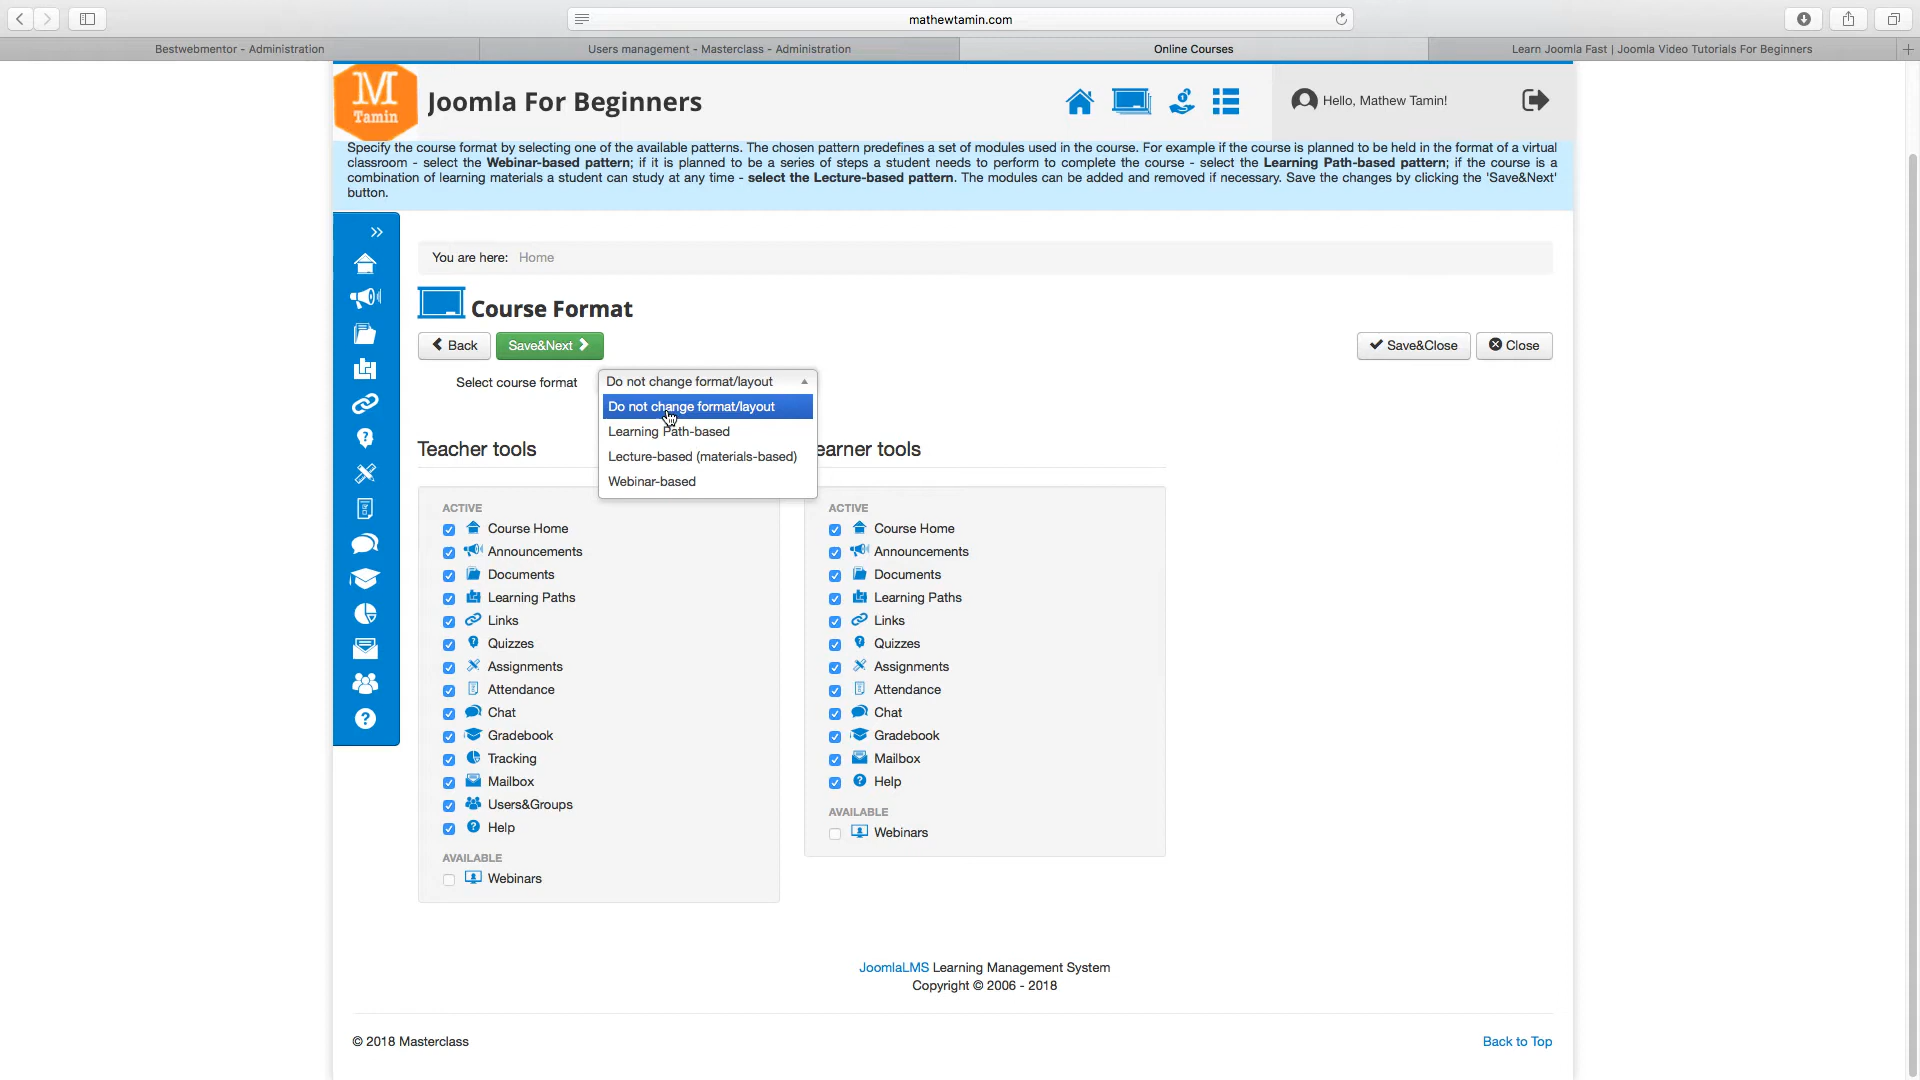 mathewtamin.com
Bestwebmentor - Administration
Users management - Masterclass - Administration
Online Courses
Learn Joomla Fast | Joomla Video Tutorials For Beginners
M
Tamin
Joomla For Beginners
Hello, Mathew Tamin!
Specify the course format by selecting one of the available patterns. The chosen pattern predefines a set of modules used in the course. For example if the course is planned to be held in the format of a virtual
classroom - select the Webinar-based pattern; if it is planned to be a series of steps a student needs to perform to complete the course - select the Learning Path-based pattern; if the course is a
combination of learning materials a student can study at any time - select the Lecture-based pattern. The modules can be added and removed if necessary. Save the changes by clicking the 'Save&Next'
button.
You are here: Home
Course Format
Back
Save&Next
Save&Close
Close
Select course format
Do not change format/layout
Do not change format/layout
Learning Path-based
Lecture-based (materials-based)
Webinar-based
Teacher tools
ACTIVE
Course Home
Announcements
Documents
Learning Paths
Links
Quizzes
Assignments
Attendance
Chat
Gradebook
Tracking
Mailbox
Users&Groups
Help
AVAILABLE
Webinars
earner tools
ACTIVE
Course Home
Announcements
Documents
Learning Paths
Links
Quizzes
Assignments
Attendance
Chat
Gradebook
Mailbox
Help
AVAILABLE
Webinars
JoomlaLMS Learning Management System
Copyright © 2006 - 2018
© 2018 Masterclass
Back to Top